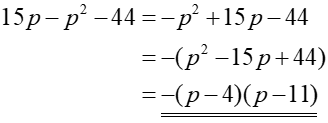 15p − p² − 44 = −p² + 15p − 44
= −(p² − 15p + 44)
= −(p − 4)(p − 11)